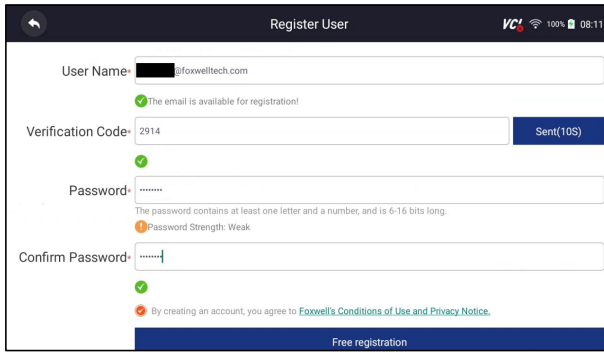 Register User
VCI 100% 08:11
User Name* @foxwelltech.com
The email is available for registration!
Verification Code* 2914 Sent(10S)
Password* ••••••••
The password contains at least one letter and a number, and is 6-16 bits long.
Password Strength: Weak
Confirm Password* ••••••••
By creating an account, you agree to Foxwell's Conditions of Use and Privacy Notice.
Free registration